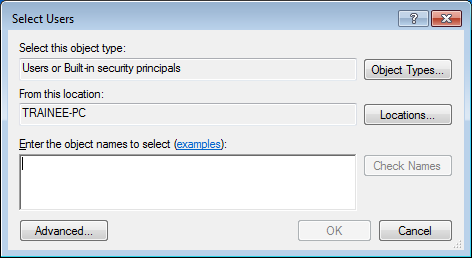 Select Users
?
Select this object type:
Users or Built-in security principals
Object Types...
From this location:
TRAINEE-PC
Locations...
Enter the object names to select (examples):
Check Names
Advanced...
OK
Cancel